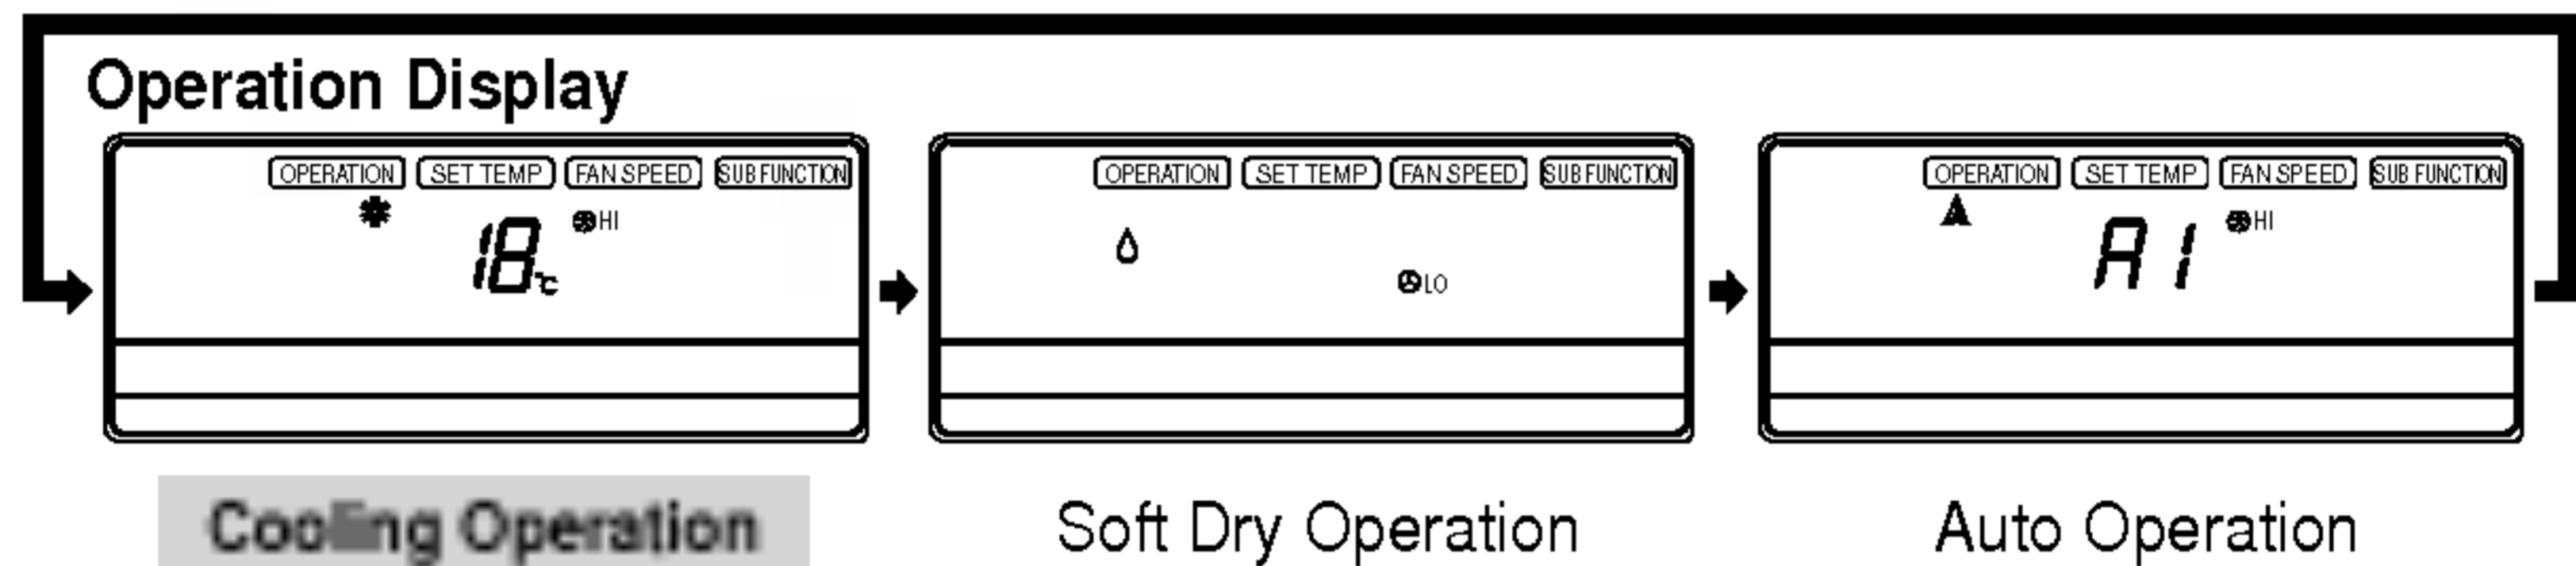 Operation Display
OPERATION SET TEMP FAN SPEED SUB FUNCTION
18°C HI
OPERATION SET TEMP FAN SPEED SUB FUNCTION
LO
OPERATION SET TEMP FAN SPEED SUB FUNCTION
A1 HI
Cooling Operation
Soft Dry Operation
Auto Operation